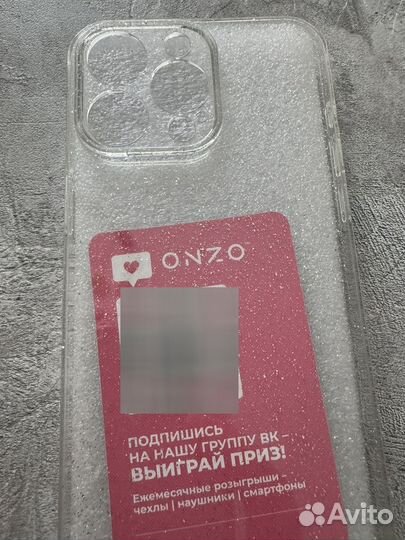 ONZO
ПОДПИШИСЬ
НА НАШУ ГРУППУ ВК –
ВЫИГРАЙ ПРИЗ!
Ежемесячные розыгрыши –
чехлы | наушники | смартфоны
Avito